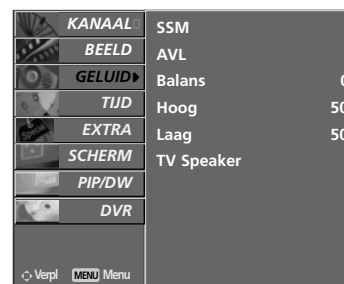 KANAAL
BEELD
GELUID
TIJD
EXTRA
SCHERM
PIP/DW
DVR
Verpl MENU Menu
SSM
AVL
Balans 0
Hoog 50
Laag 50
TV Speaker